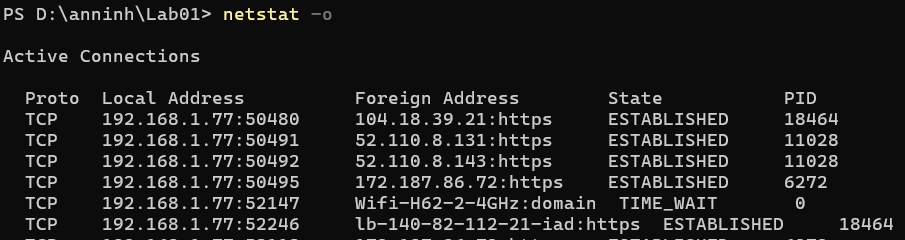 PS D:\anninh\Lab01> netstat -o
Active Connections
Proto Local Address Foreign Address State PID
TCP 192.168.1.77:50480 104.18.39.21:https ESTABLISHED 18464
TCP 192.168.1.77:50491 52.110.8.131:https ESTABLISHED 11028
TCP 192.168.1.77:50492 52.110.8.143:https ESTABLISHED 11028
TCP 192.168.1.77:50495 172.187.86.72:https ESTABLISHED 6272
TCP 192.168.1.77:52147 Wifi-H62-2-4GHz:domain TIME_WAIT 0
TCP 192.168.1.77:52246 lb-140-82-112-21-iad:https ESTABLISHED 18464